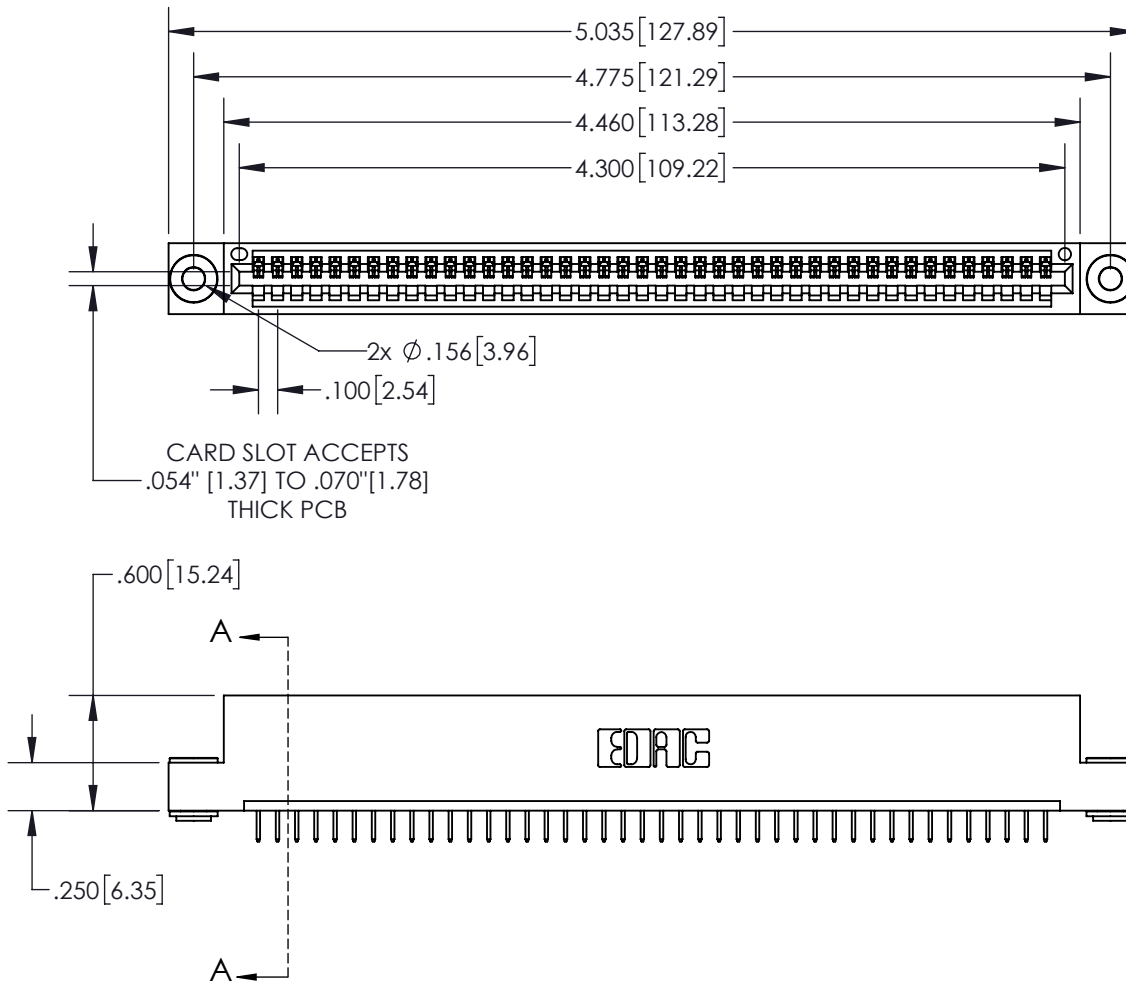 5.035[127.89]
4.775[121.29]
4.460[113.28]
4.300[109.22]
2x Ø.156[3.96]
.100[2.54]
CARD SLOT ACCEPTS
.054" [1.37] TO .070"[1.78]
THICK PCB
.600[15.24]
A
EDAC
.250[6.35]
A